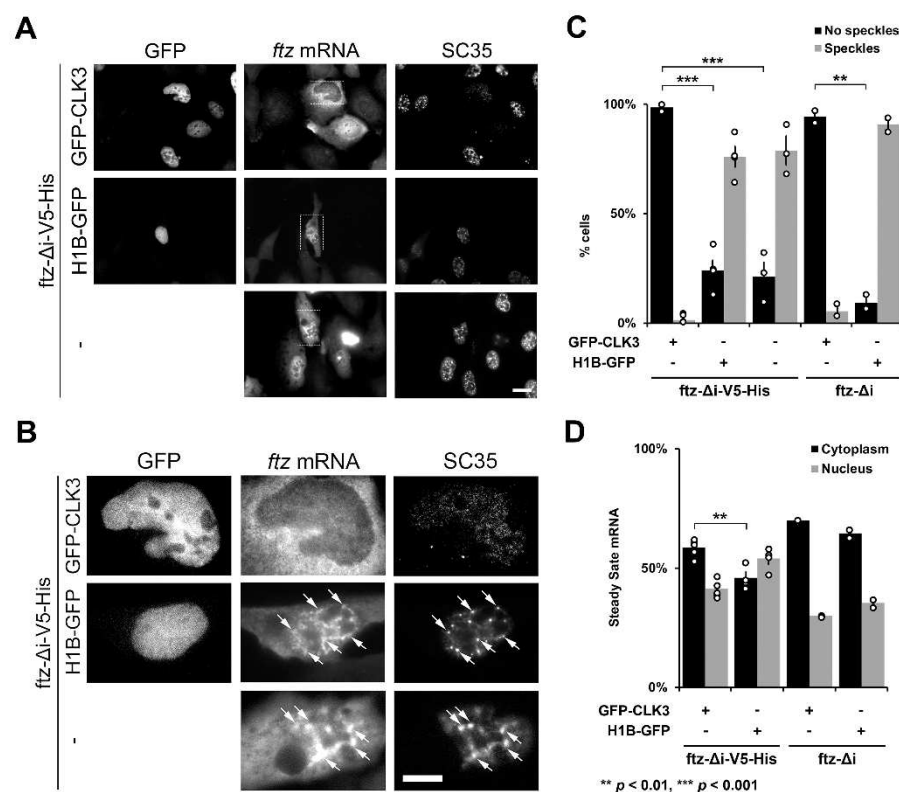 A
GFP
ftz mRNA
SC35
ftz-Δi-V5-His
GFP-CLK3
H1B-GFP
-
B
GFP
ftz mRNA
SC35
ftz-Δi-V5-His
GFP-CLK3
H1B-GFP
-
C
No speckles
Speckles
***
***
**
100%
50%
0%
% cells
GFP-CLK3 + - - + -
H1B-GFP - + - - +
ftz-Δi-V5-His ftz-Δi
D
Cytoplasm
Nucleus
**
100%
50%
0%
Steady Sate mRNA
GFP-CLK3 + - + -
H1B-GFP - + - +
ftz-Δi-V5-His ftz-Δi
** p < 0.01, *** p < 0.001